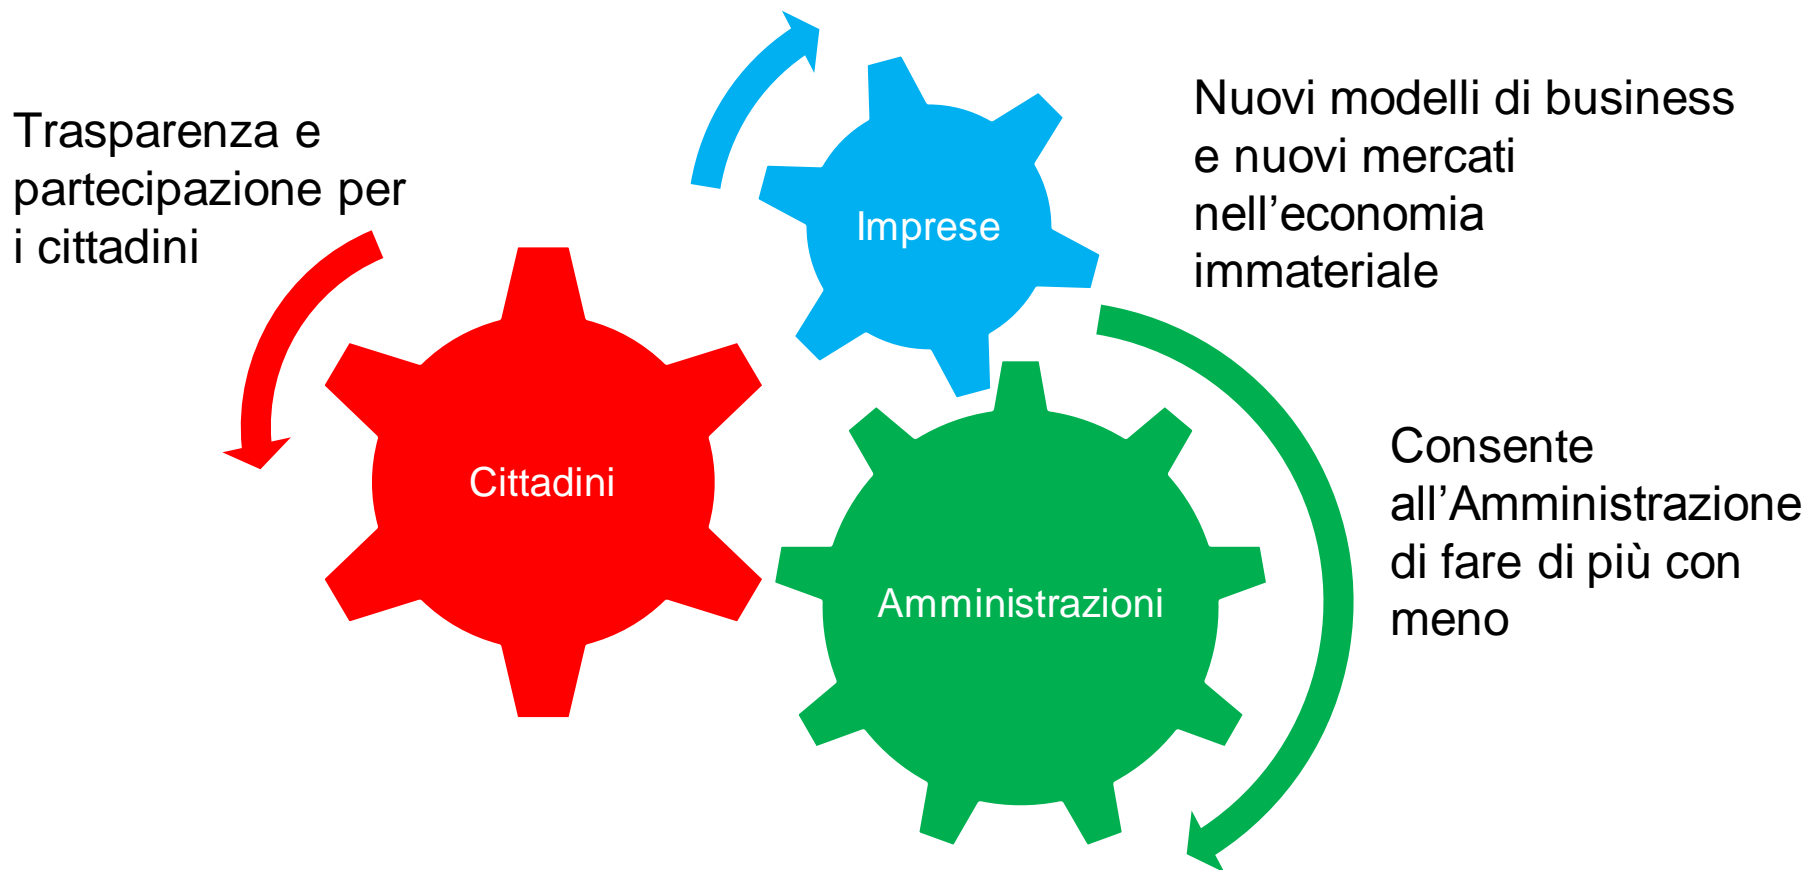 Trasparenza e
partecipazione per
i cittadini
Imprese
Nuovi modelli di business
e nuovi mercati
nell’economia
immateriale
Cittadini
Amministrazioni
Consente
all’Amministrazione
di fare di più con
meno